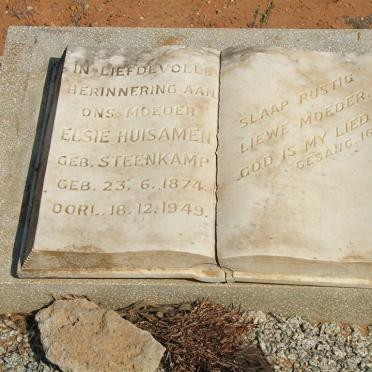 IN LIEFDEVOLLE
HERINNERING AAN
ONS MOEDER
ELSIE HUISAMEN
GEB. STEENKAMP
GEB. 23. 6. 1874.
OORL. 18. 12. 1949.
SLAAP RUSTIG
LIEWE MOEDER.
GOD IS MY LIED
GESANG.